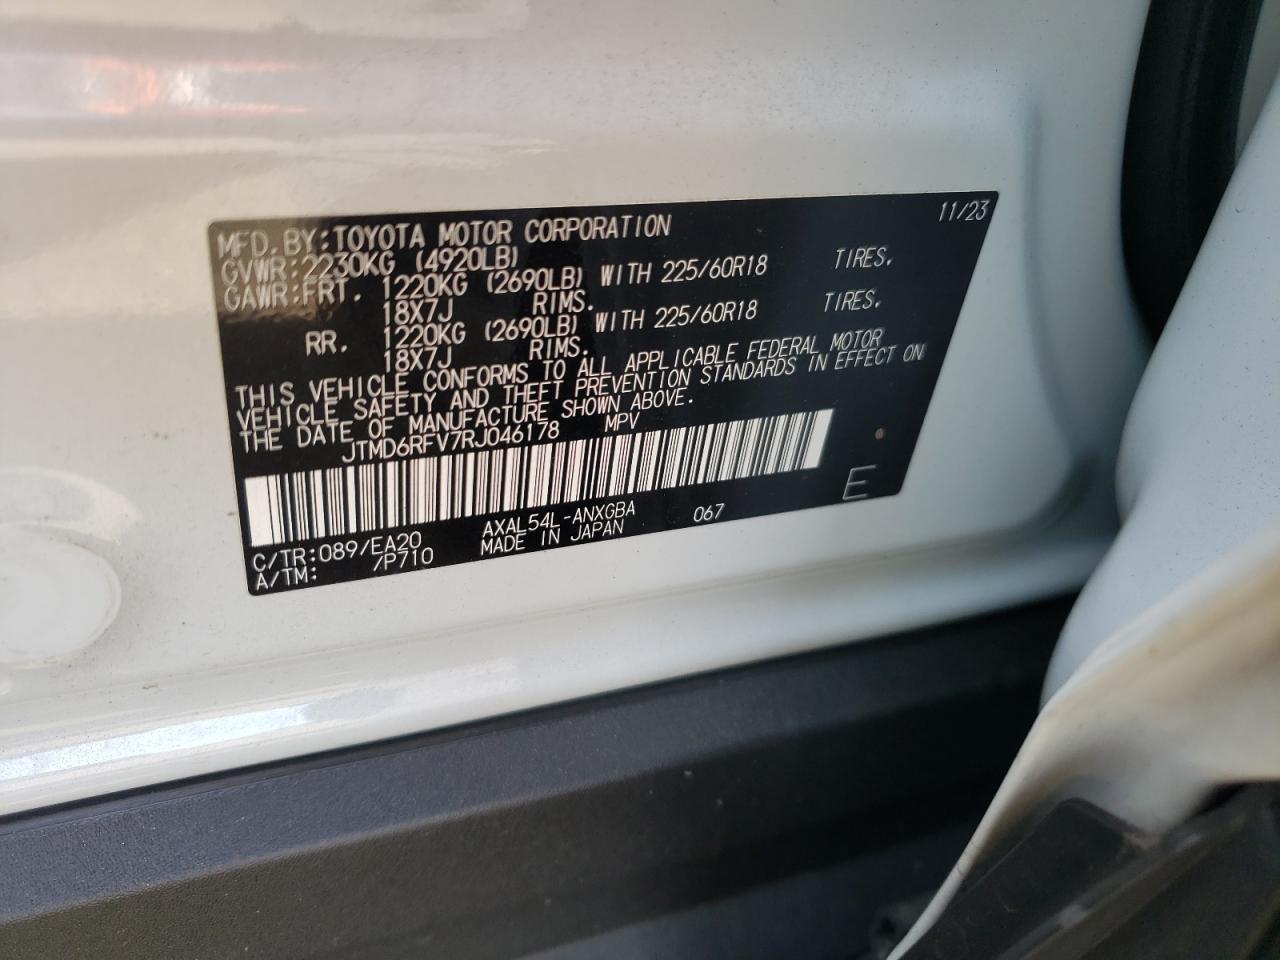 MFD. BY: TOYOTA MOTOR CORPORATION 11/23
GVWR: 2230KG (4920LB)
GAWR: FRT. 1220KG (2690LB) WITH 225/60R18 TIRES.
18X7J RIMS.
RR. 1220KG (2690LB) WITH 225/60R18 TIRES.
18X7J RIMS.
THIS VEHICLE CONFORMS TO ALL APPLICABLE FEDERAL MOTOR
VEHICLE SAFETY AND THEFT PREVENTION STANDARDS IN EFFECT ON
THE DATE OF MANUFACTURE SHOWN ABOVE.
JTMD6RFV7RJ046178 MPV
E
C/TR: 089/EA20 AXAL54L-ANXGBA 067
A/TM: /P710 MADE IN JAPAN